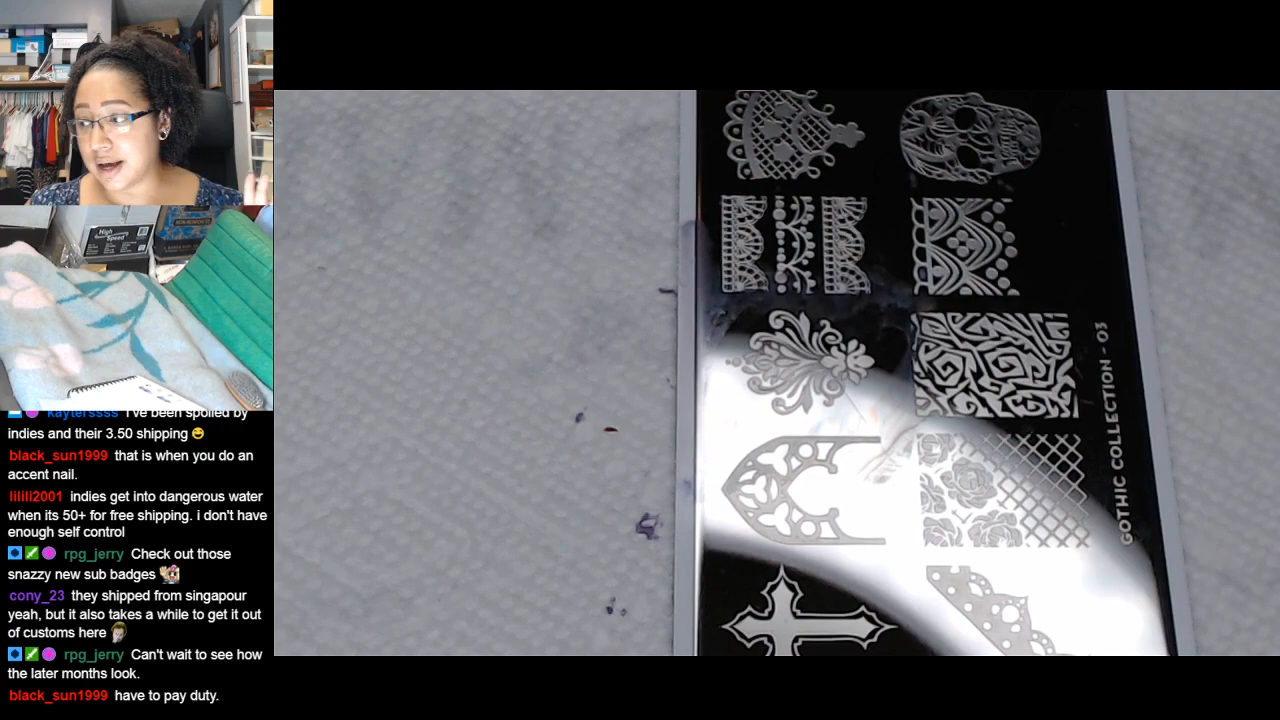 High
Speed
kayterssss I've been spoiled by
indies and their 3.50 shipping
black_sun1999 that is when you do an
accent nail.
lilili2001 indies get into dangerous water
when its 50+ for free shipping. i don't have
enough self control
rpg_jerry Check out those
snazzy new sub badges
cony_23 they shipped from singapour
yeah, but it also takes a while to get it out
of customs here
rpg_jerry Can't wait to see how
the later months look.
black_sun1999 have to pay duty.
GOTHIC COLLECTION - 03